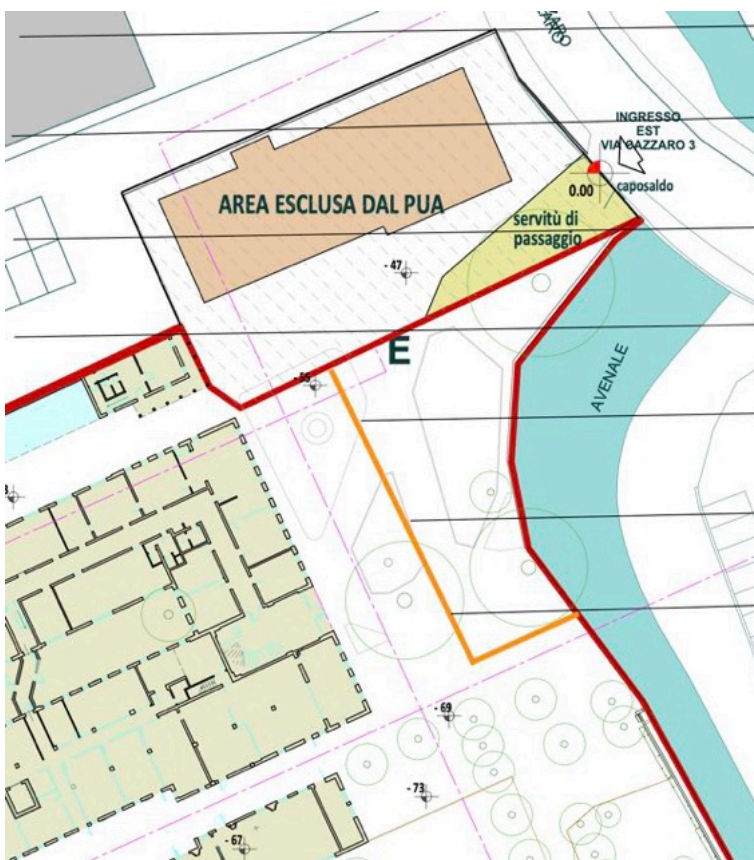 INGRESSO
EST
VIA CAZZARO 3
0.00
caposaldo
AREA ESCLUSA DAL PUA
servitù di
passaggio
- 47
E
- 55
AVENALE
- 69
- 73
- 67